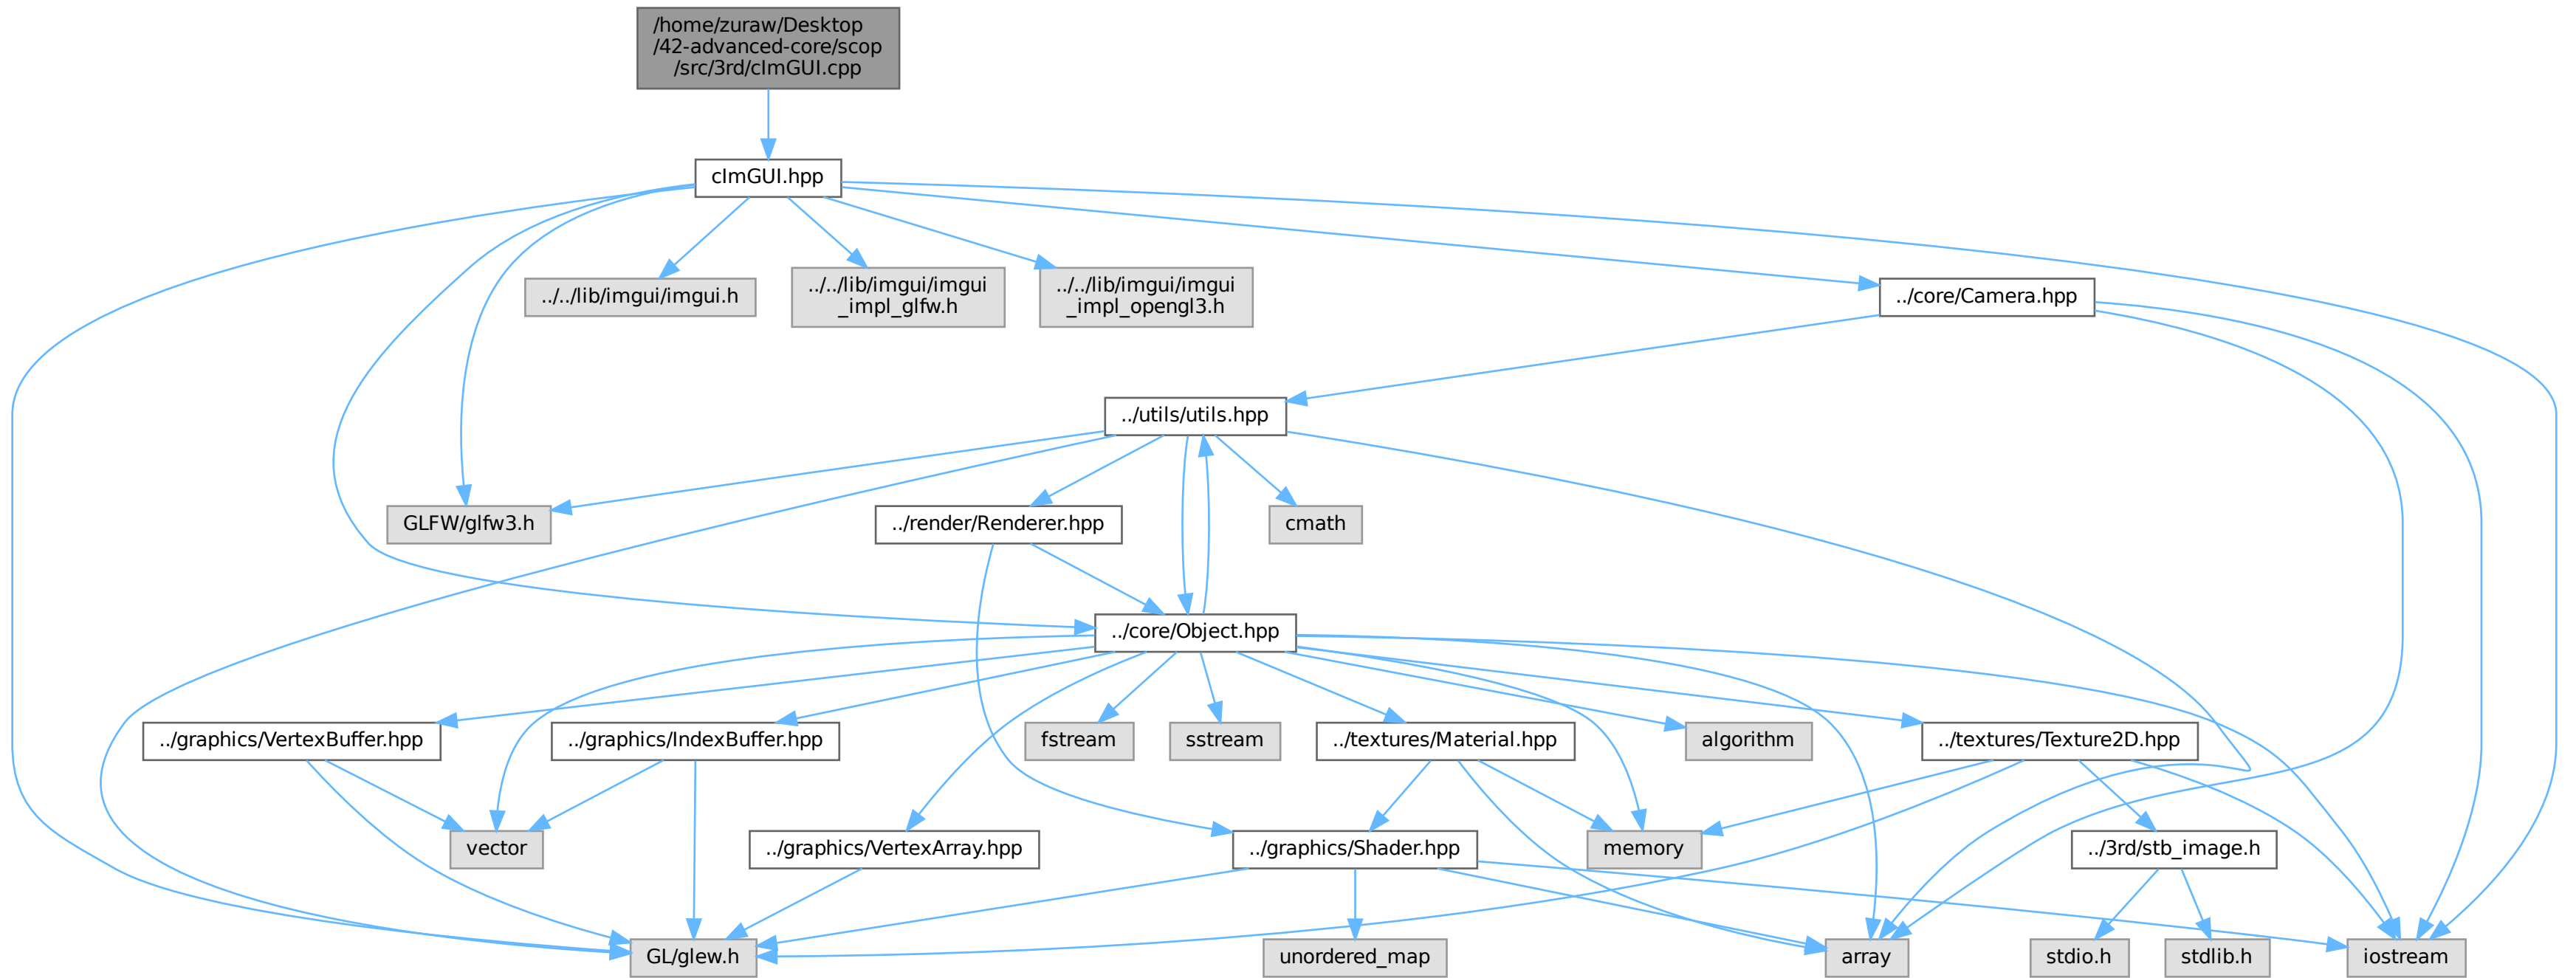 /home/zuraw/Desktop
/42-advanced-core/scop
/src/3rd/cImGUI.cpp
cImGUI.hpp
../../lib/imgui/imgui.h
../../lib/imgui/imgui
_impl_glfw.h
../../lib/imgui/imgui
_impl_opengl3.h
../core/Camera.hpp
../utils/utils.hpp
GLFW/glfw3.h
../render/Renderer.hpp
cmath
../core/Object.hpp
../graphics/VertexBuffer.hpp
../graphics/IndexBuffer.hpp
fstream
sstream
../textures/Material.hpp
algorithm
../textures/Texture2D.hpp
vector
../graphics/VertexArray.hpp
../graphics/Shader.hpp
memory
../3rd/stb_image.h
GL/glew.h
unordered_map
array
stdio.h
stdlib.h
iostream